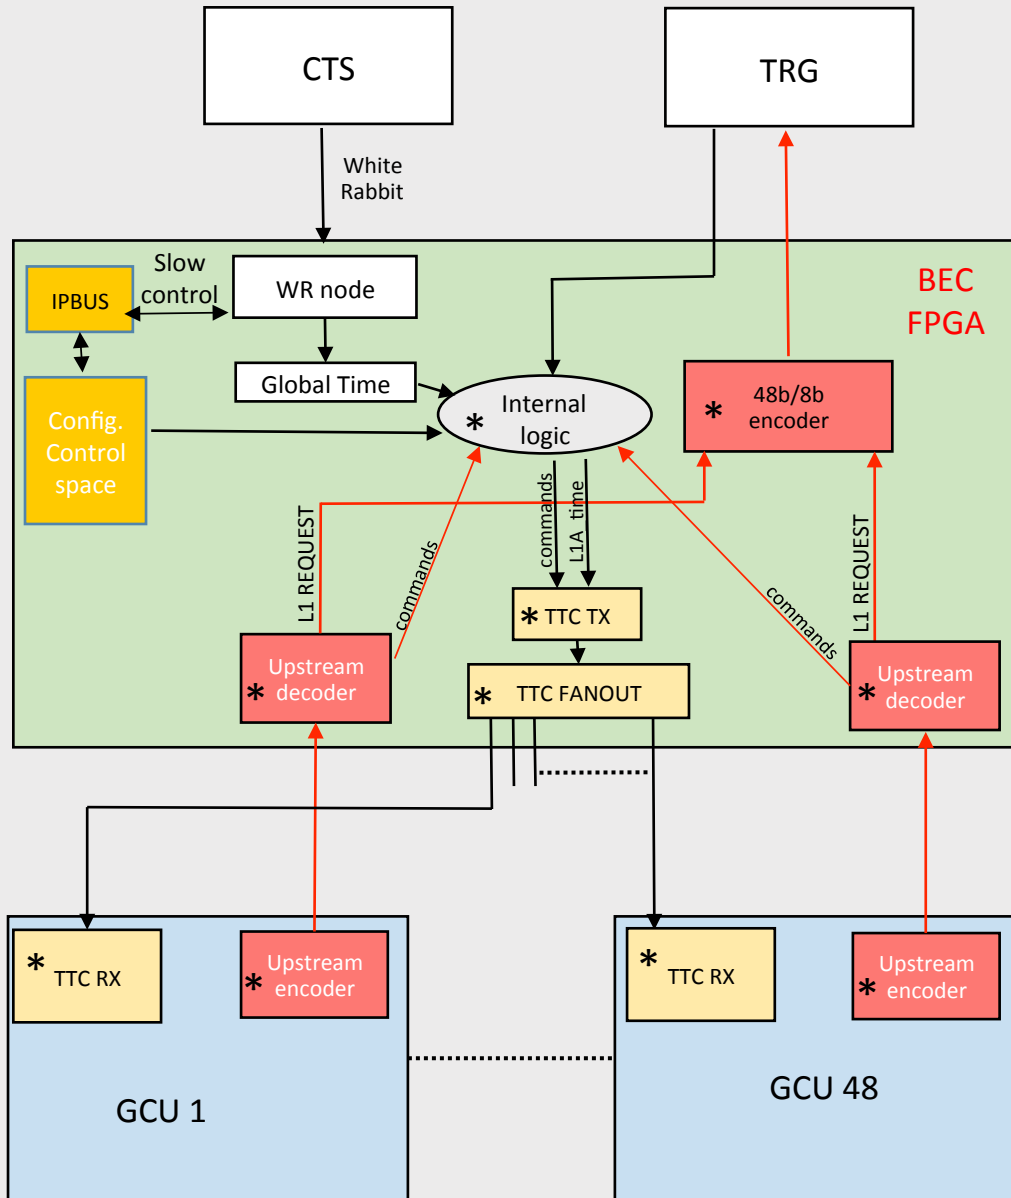 CTS
TRG
White
Rabbit
BEC
FPGA
Slow
control
IPBUS
WR node
Global Time
Config.
Control
space
* Internal
logic
* 48b/8b
encoder
L1 REQUEST
commands
commands
L1A time
commands
L1 REQUEST
* TTC TX
* Upstream
decoder
* TTC FANOUT
* Upstream
decoder
* TTC RX
* Upstream
encoder
* TTC RX
* Upstream
encoder
GCU 1
GCU 48